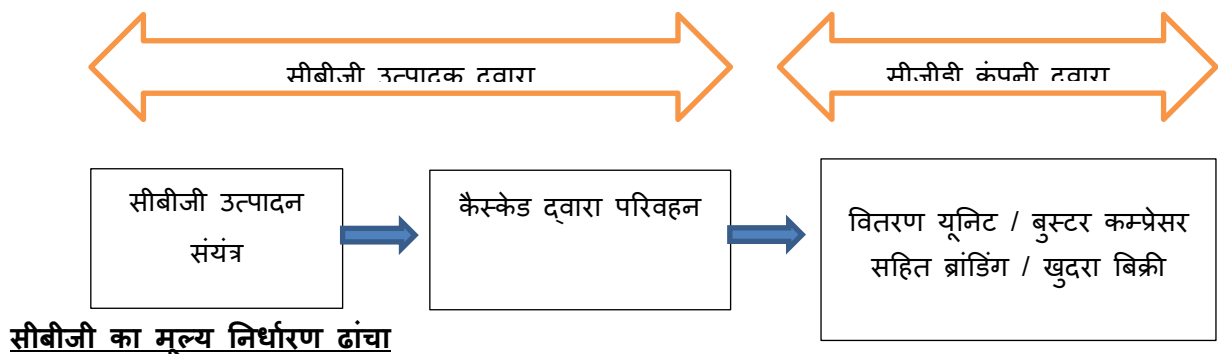 सीबीजी उत्पादक द्वारा
सीजीडी कंपनी द्वारा
सीबीजी उत्पादन
संयंत्र
कैस्केड द्वारा परिवहन
वितरण यूनिट / बुस्टर कम्प्रेसर
सहित ब्रांडिंग / खुदरा बिक्री
सीबीजी का मूल्य निर्धारण ढांचा